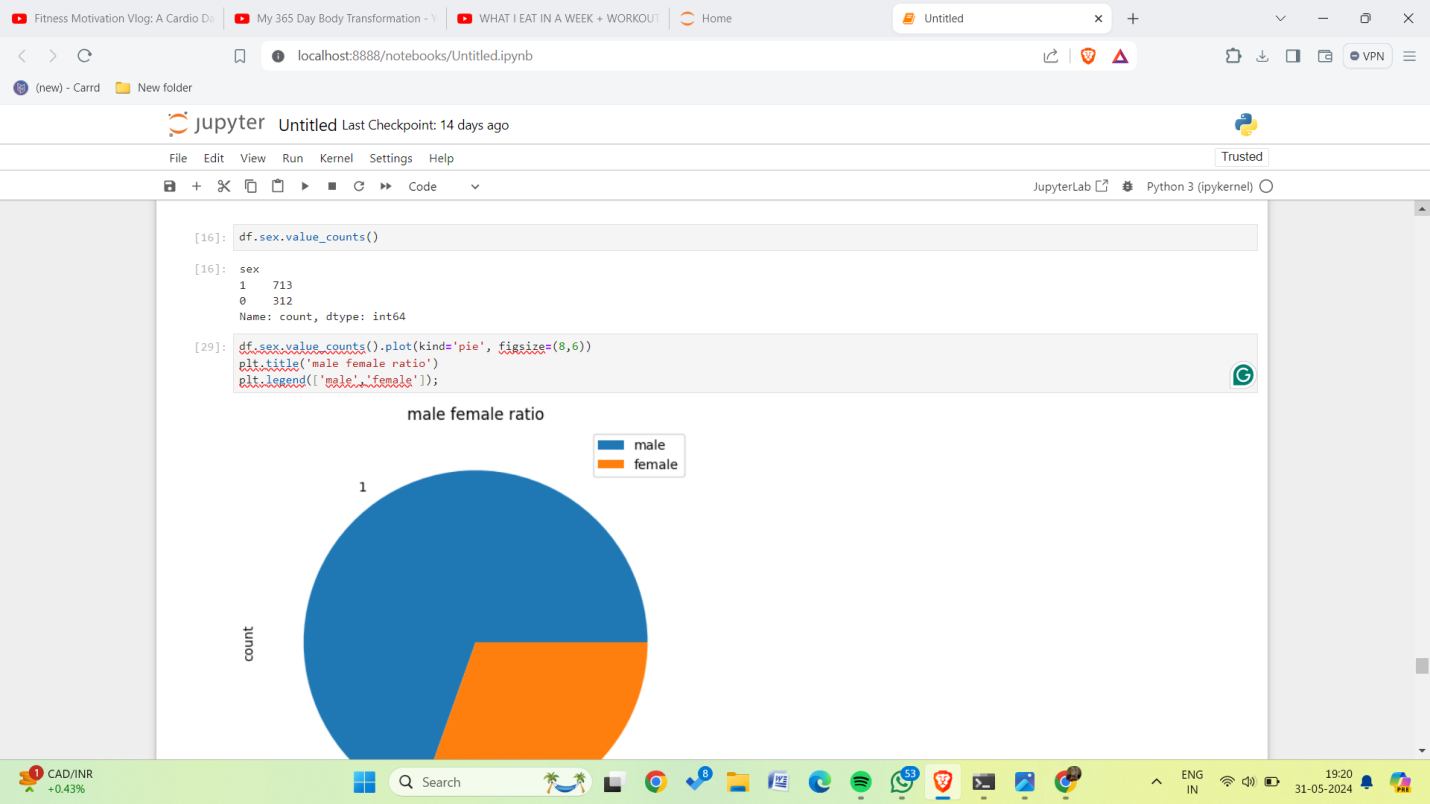 Fitness Motivation Vlog: A Cardio Da
My 365 Day Body Transformation - Y
WHAT I EAT IN A WEEK + WORKOUT
Home
Untitled
localhost:8888/notebooks/Untitled.ipynb
VPN
(new) - Carrd
New folder
jupyter Untitled Last Checkpoint: 14 days ago
File Edit View Run Kernel Settings Help
Trusted
Code
JupyterLab
Python 3 (ipykernel)
[16]: df.sex.value_counts()
[16]: sex
1 713
0 312
Name: count, dtype: int64
[29]: df.sex.value_counts().plot(kind='pie', figsize=(8,6))
plt.title('male female ratio')
plt.legend(['male','female']);
male female ratio
male
female
1
count
1
CAD/INR
+0.43%
Search
8
53
ENG
IN
19:20
31-05-2024
PRE